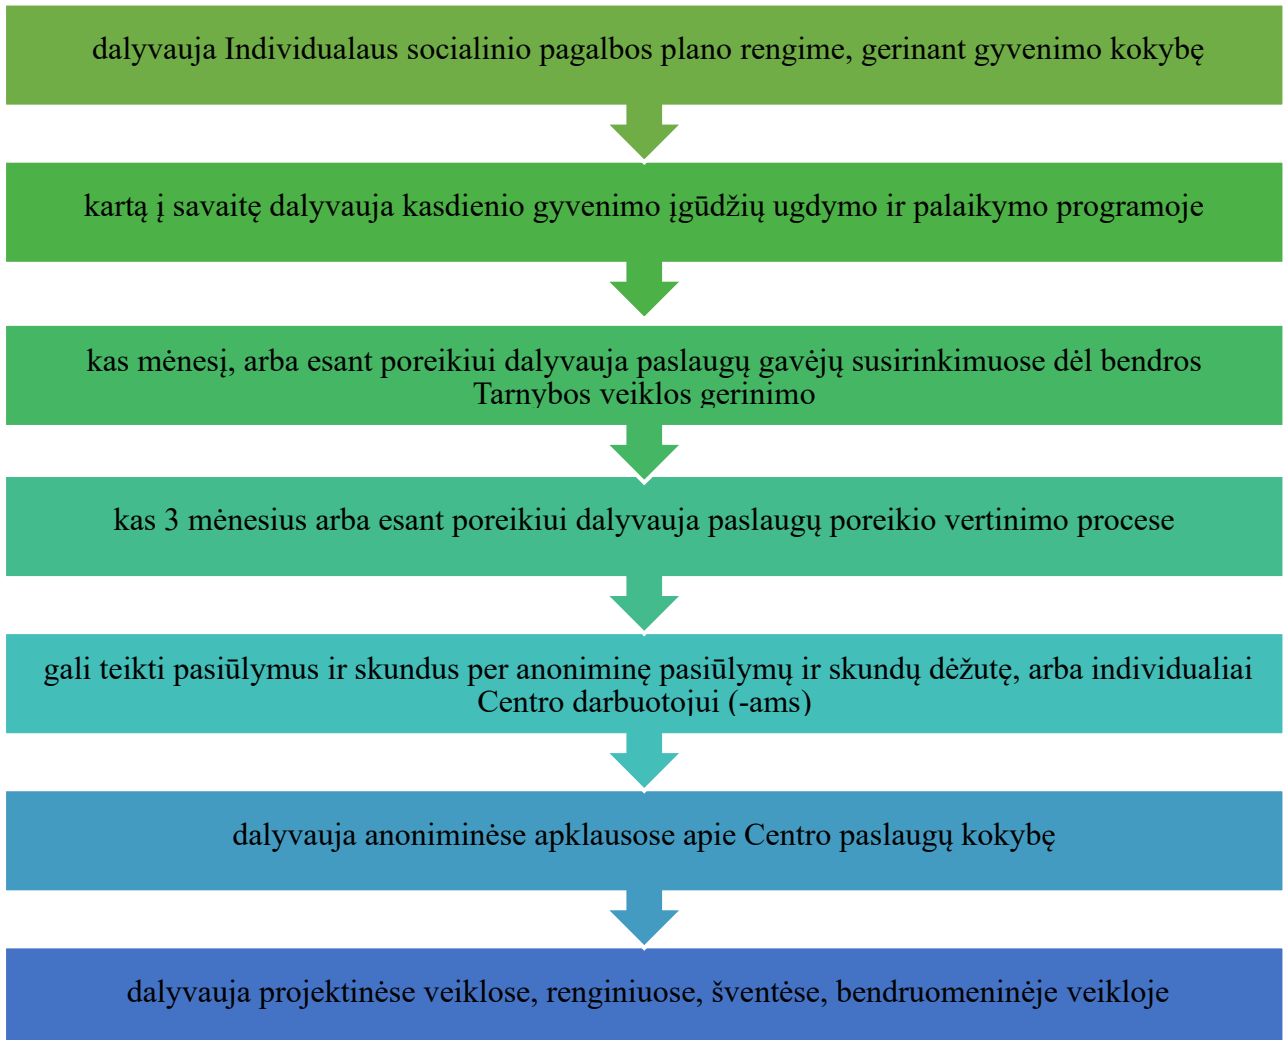 dalyvauja Individualaus socialinio pagalbos plano rengime, gerinant gyvenimo kokybę
kartą į savaitę dalyvauja kasdienio gyvenimo įgūdžių ugdymo ir palaikymo programoje
kas mėnesį, arba esant poreikiui dalyvauja paslaugų gavėjų susirinkimuose dėl bendros
Tarnybos veiklos gerinimo
kas 3 mėnesius arba esant poreikiui dalyvauja paslaugų poreikio vertinimo procese
gali teikti pasiūlymus ir skundus per anoniminę pasiūlymų ir skundų dėžutę, arba individualiai
Centro darbuotojui (-ams)
dalyvauja anoniminėse apklausose apie Centro paslaugų kokybę
dalyvauja projektinėse veiklose, renginiuose, šventėse, bendruomeninėje veikloje